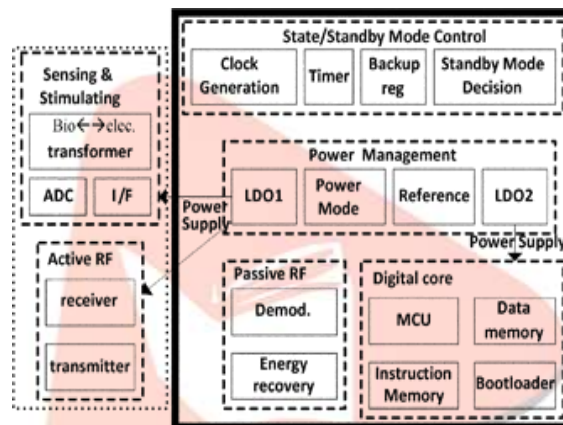 Sensing &
Stimulating
Bio↔elec.
transformer
ADC
I/F
Active RF
receiver
transmitter
State/Standby Mode Control
Clock
Generation
Timer
Backup
reg
Standby Mode
Decision
Power Management
LDO1
Power
Mode
Reference
LDO2
Power
Supply
Power Supply
Passive RF
Demod.
Energy
recovery
Digital core
MCU
Data
memory
Instruction
Memory
Bootloader